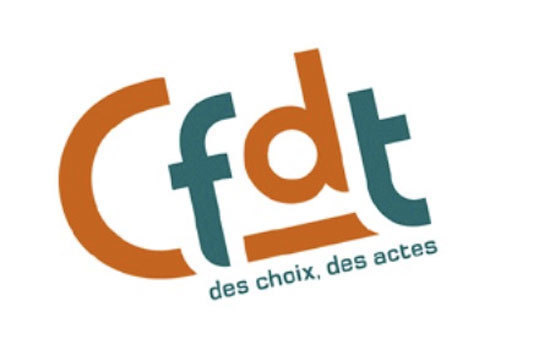 Cfdt
des choix, des actes